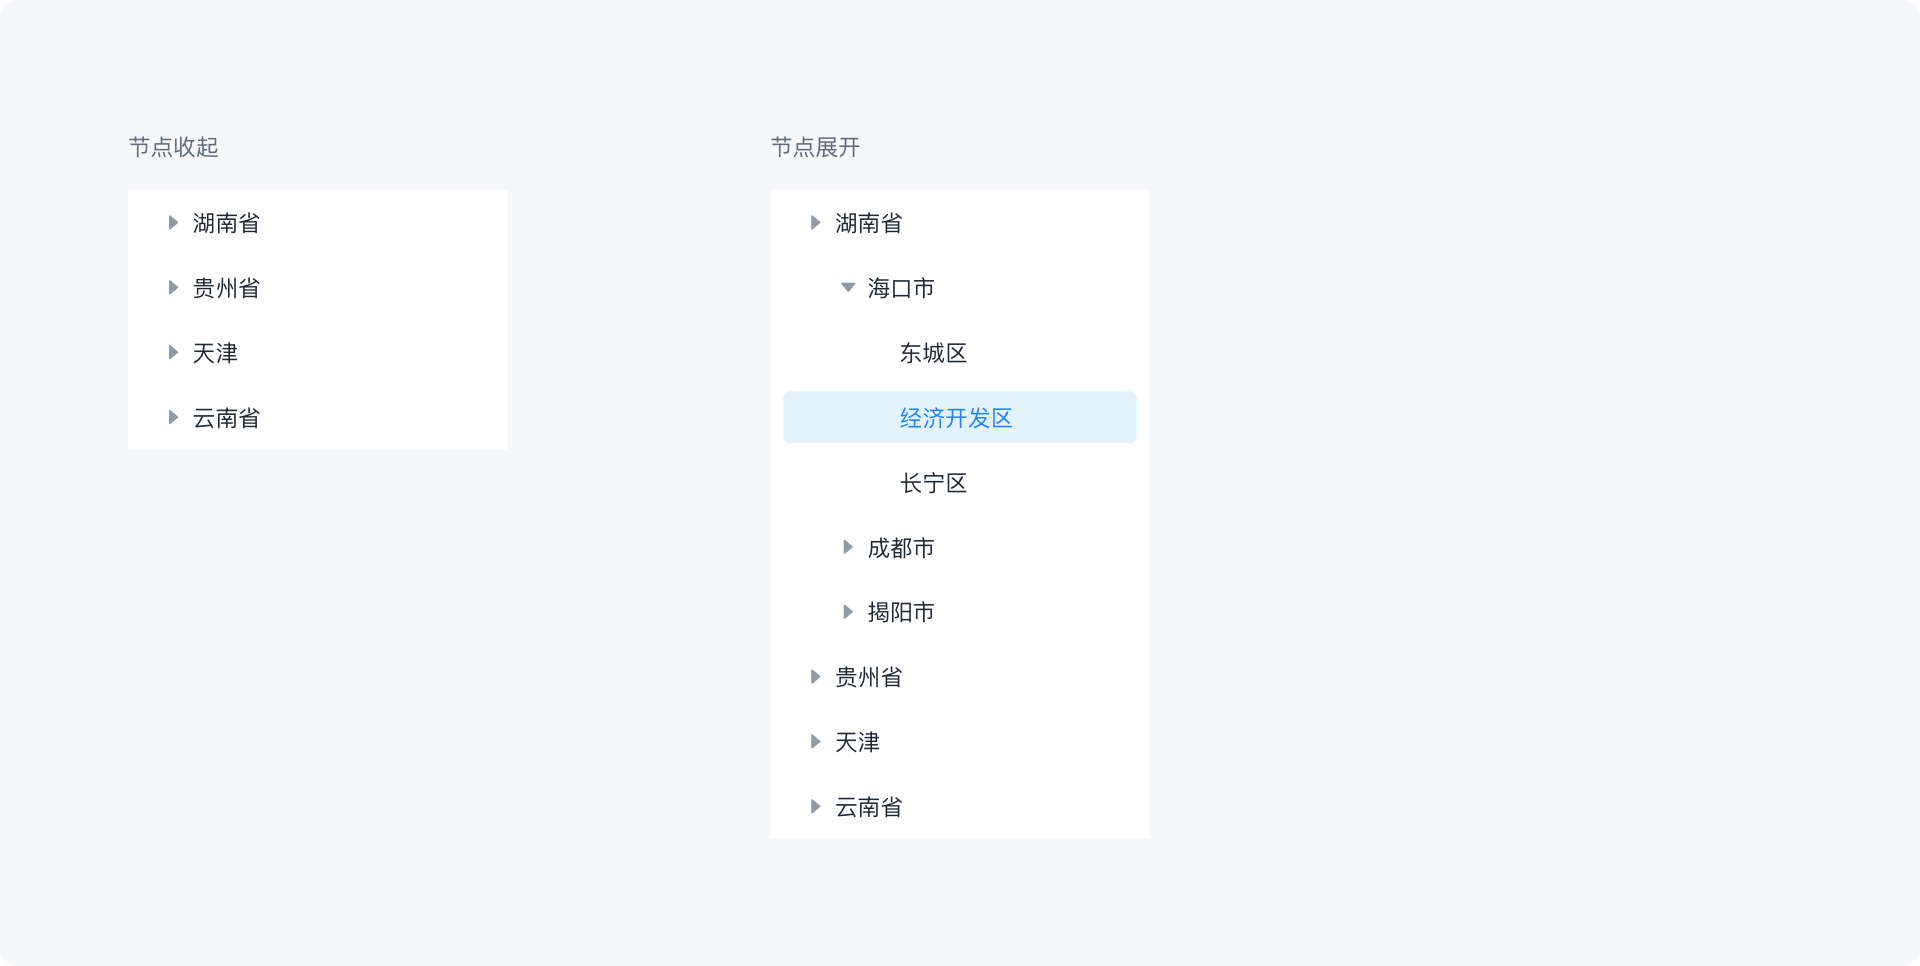 节点收起
湖南省
贵州省
天津
云南省
节点展开
湖南省
海口市
东城区
经济开发区
长宁区
成都市
揭阳市
贵州省
天津
云南省